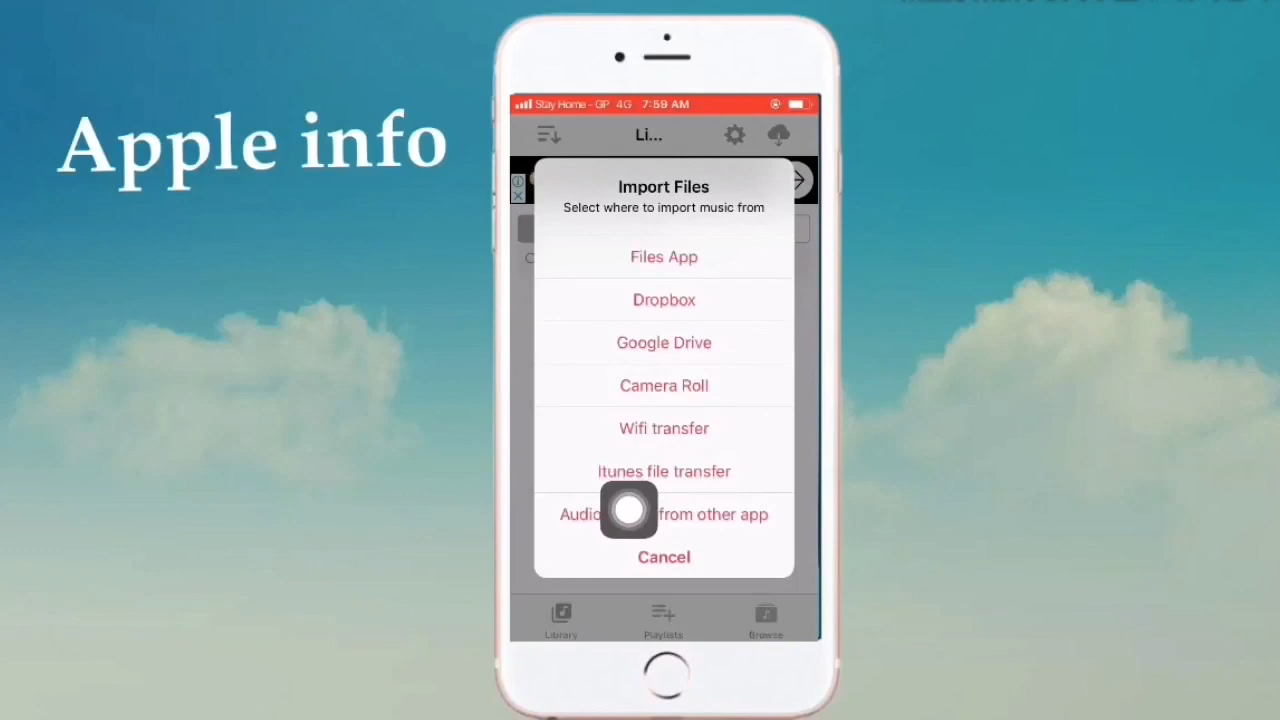 Apple info
Stay Home - GP 4G 7:59 AM
Li...
Import Files
Select where to import music from
Files App
Dropbox
Google Drive
Camera Roll
Wifi transfer
Itunes file transfer
Audio from other app
Cancel
Library Playlists Browse